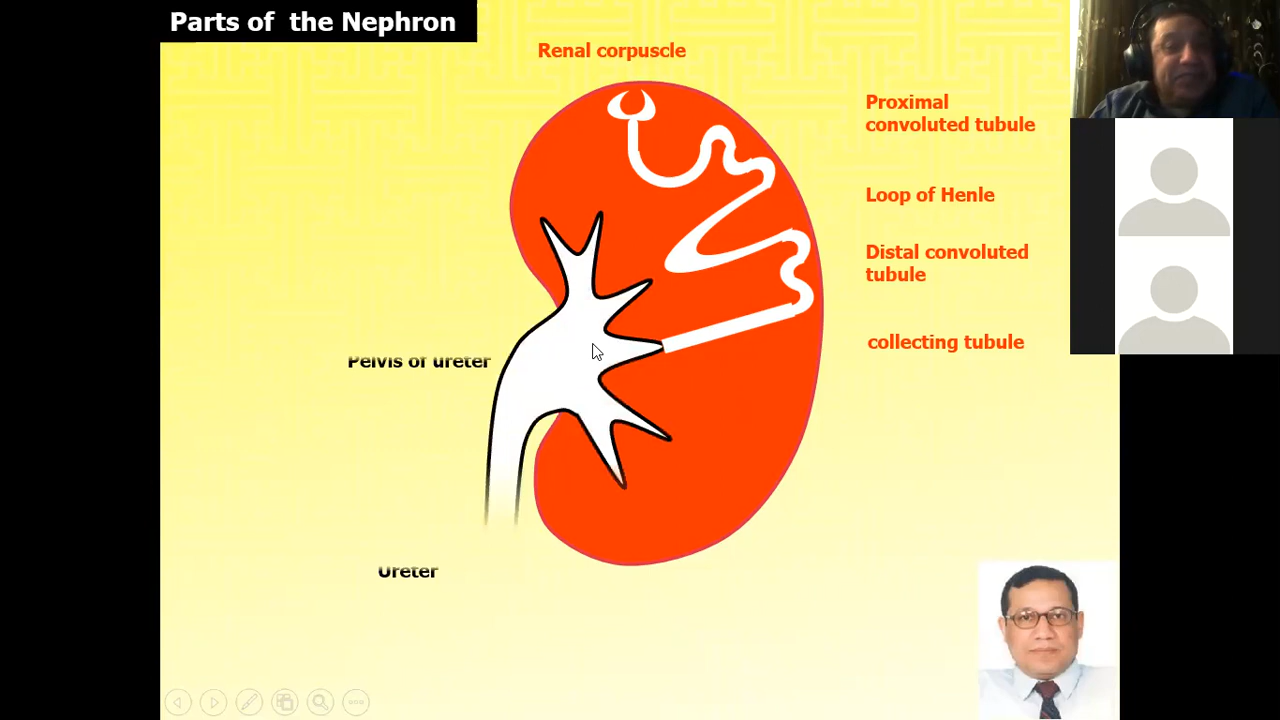 Parts of the Nephron
Renal corpuscle
Proximal
convoluted tubule
Loop of Henle
Distal convoluted
tubule
collecting tubule
Pelvis of ureter
Ureter